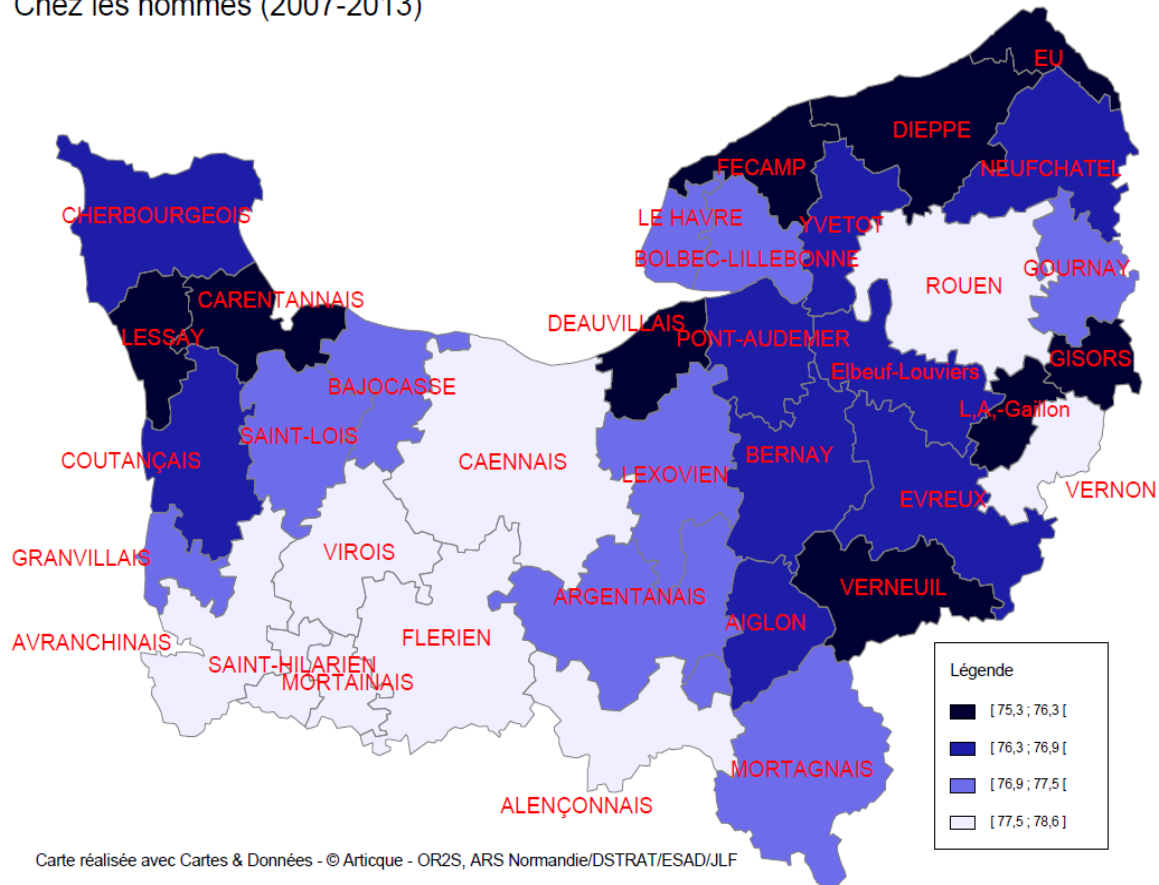 Chez les hommes (2007-2013)
EU
DIEPPE
FECAMP
NEUFCHATEL
CHERBOURGEOIS
LE HAVRE
YVETOT
BOLBEC-LILLEBONNE
GOURNAY
ROUEN
CARENTANNAIS
LESSAY
DEAUVILLAIS
PONT-AUDEMER
GISORS
Elbeuf-Louviers
BAJOCASSE
L,A,-Gaillon
SAINT-LOIS
COUTANÇAIS
CAENNAIS
BERNAY
LEXOVIEN
VERNON
EVREUX
GRANVILLAIS
VIROIS
VERNEUIL
ARGENTANAIS
AIGLON
AVRANCHINAIS
FLERIEN
SAINT-HILARIEN
MORTAINAIS
Légende
[ 75,3 ; 76,3 [
[ 76,3 ; 76,9 [
[ 76,9 ; 77,5 [
[ 77,5 ; 78,6 ]
MORTAGNAIS
ALENÇONNAIS
Carte réalisée avec Cartes & Données - © Articque - OR2S, ARS Normandie/DSTRAT/ESAD/JLF